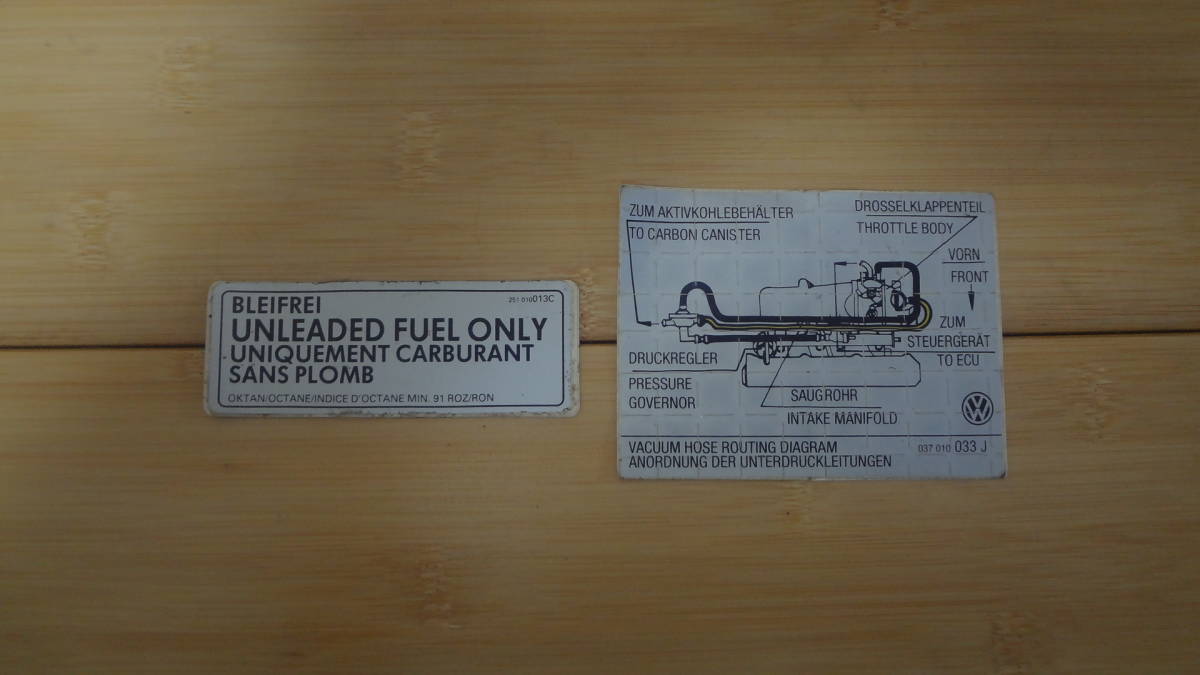 BLEIFREI
251 010 013C
UNLEADED FUEL ONLY
UNIQUEMENT CARBURANT
SANS PLOMB
OKTAN/OCTANE/INDICE D'OCTANE MIN. 91 ROZ/RON
ZUM AKTIVKOHLEBEHÄLTER
TO CARBON CANISTER
DROSSELKLAPPENTEIL
THROTTLE BODY
VORN
FRONT
ZUM
STEUERGERÄT
TO ECU
DRUCKREGLER
PRESSURE
GOVERNOR
SAUGROHR
INTAKE MANIFOLD
VW
VACUUM HOSE ROUTING DIAGRAM
ANORDNUNG DER UNTERDRUCKLEITUNGEN
037 010 033 J